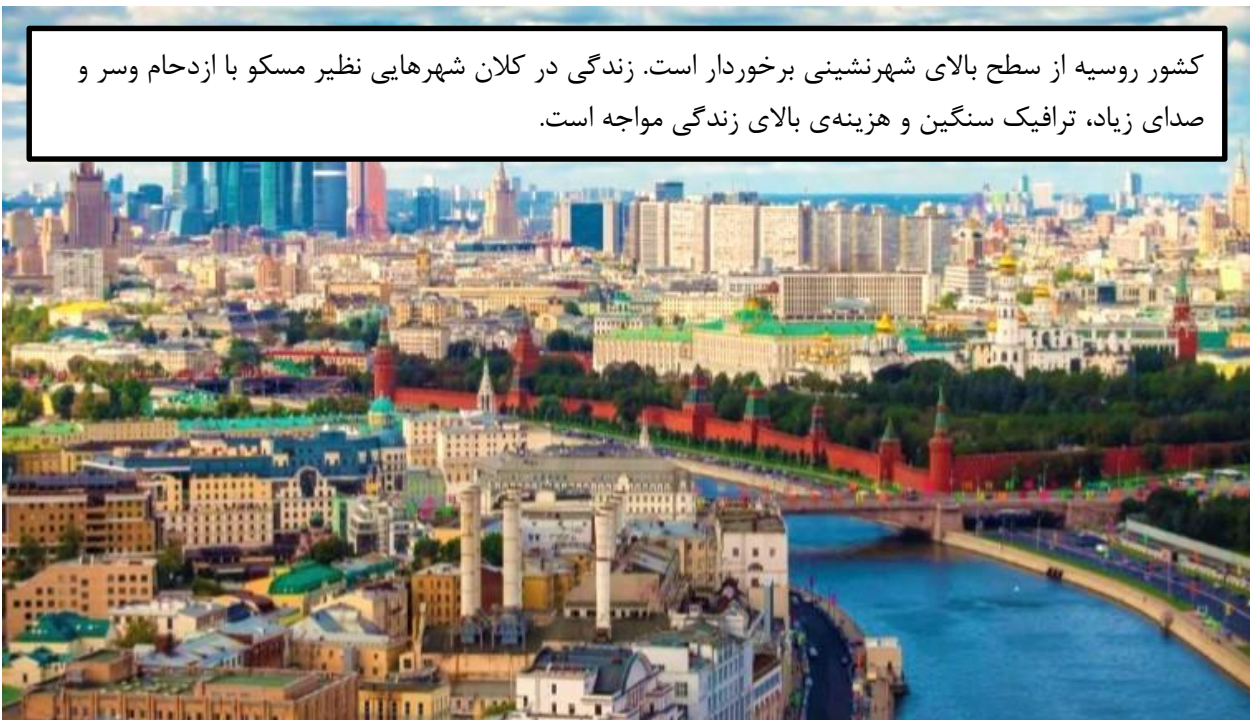 کشور روسیه از سطح بالای شهرنشینی برخوردار است. زندگی در کلان شهرهایی نظیر مسکو با ازدحام وسر و
صدای زیاد، ترافیک سنگین و هزینه‌ی بالای زندگی مواجه است.